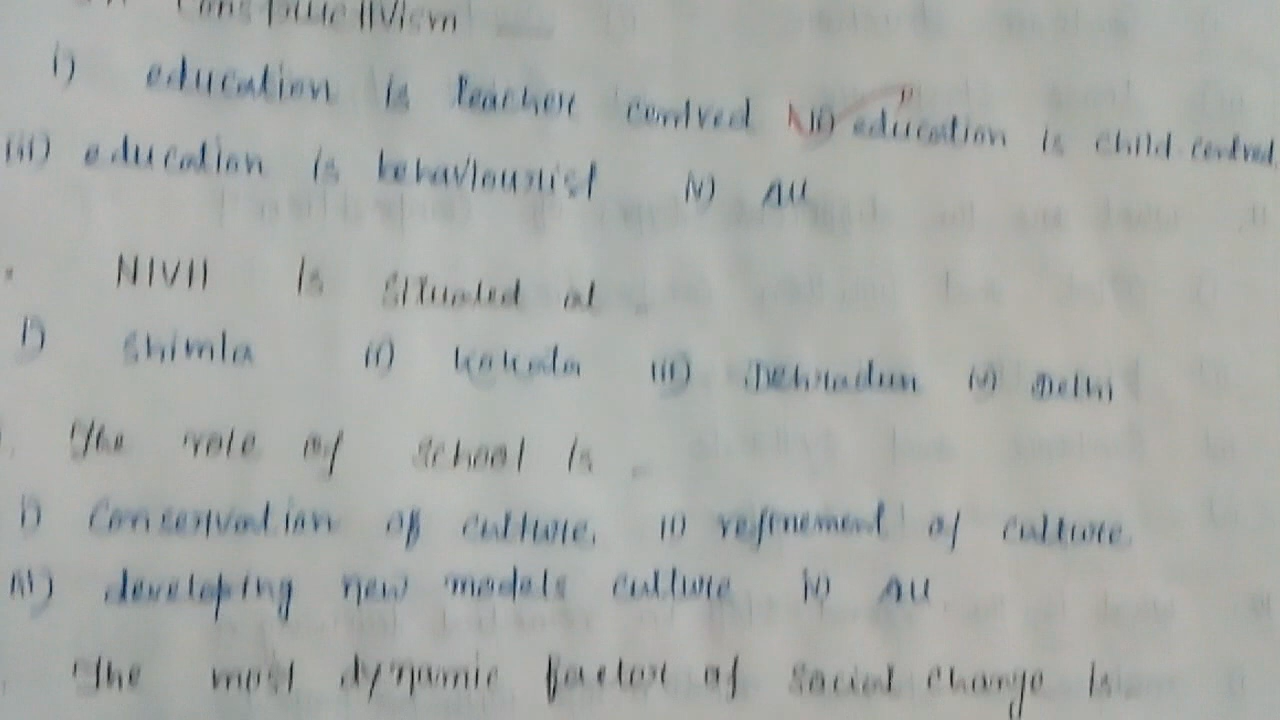 Constructivism
i) education is teacher centred ii) education is child centred
iii) education is behaviourist iv) All
NIVH is situated at
i) Shimla ii) Kolkata iii) Dehradun iv) Delhi
The role of school is
i) Conservation of culture. ii) refinement of culture.
iii) developing new models culture iv) All
The most dynamic factor of social change is